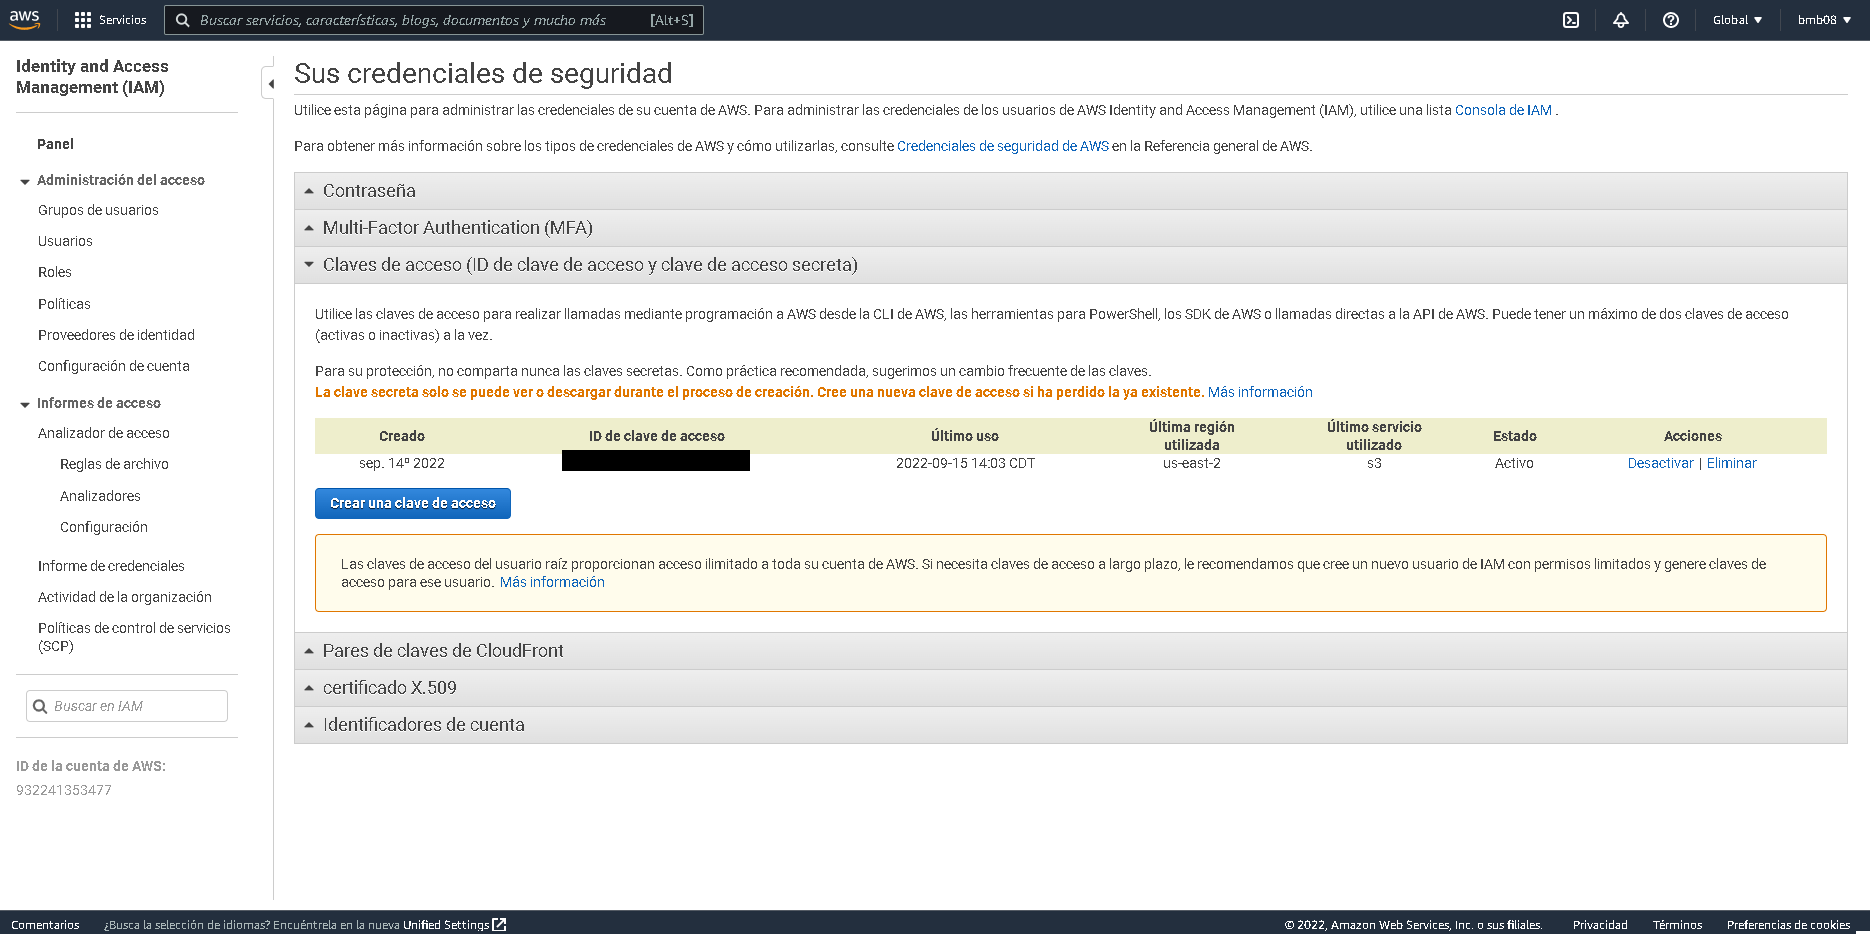 aws
Servicios
Buscar servicios, características, blogs, documentos y mucho más
[Alt+S]
Global
bmb08
Identity and Access
Management (IAM)
Panel
Administración del acceso
Grupos de usuarios
Usuarios
Roles
Políticas
Proveedores de identidad
Configuración de cuenta
Informes de acceso
Analizador de acceso
Reglas de archivo
Analizadores
Configuración
Informe de credenciales
Actividad de la organización
Políticas de control de servicios
(SCP)
Buscar en IAM
ID de la cuenta de AWS:
932241353477
Sus credenciales de seguridad
Utilice esta página para administrar las credenciales de su cuenta de AWS. Para administrar las credenciales de los usuarios de AWS Identity and Access Management (IAM), utilice una lista Consola de IAM .
Para obtener más información sobre los tipos de credenciales de AWS y cómo utilizarlas, consulte Credenciales de seguridad de AWS en la Referencia general de AWS.
Contraseña
Multi-Factor Authentication (MFA)
Claves de acceso (ID de clave de acceso y clave de acceso secreta)
Utilice las claves de acceso para realizar llamadas mediante programación a AWS desde la CLI de AWS, las herramientas para PowerShell, los SDK de AWS o llamadas directas a la API de AWS. Puede tener un máximo de dos claves de acceso
(activas o inactivas) a la vez.
Para su protección, no comparta nunca las claves secretas. Como práctica recomendada, sugerimos un cambio frecuente de las claves.
La clave secreta solo se puede ver o descargar durante el proceso de creación. Cree una nueva clave de acceso si ha perdido la ya existente. Más información
Creado ID de clave de acceso Último uso Última región utilizada Último servicio utilizado Estado Acciones
sep. 14º 2022 2022-09-15 14:03 CDT us-east-2 s3 Activo Desactivar | Eliminar
Crear una clave de acceso
Las claves de acceso del usuario raíz proporcionan acceso ilimitado a toda su cuenta de AWS. Si necesita claves de acceso a largo plazo, le recomendamos que cree un nuevo usuario de IAM con permisos limitados y genere claves de
acceso para ese usuario. Más información
Pares de claves de CloudFront
certificado X.509
Identificadores de cuenta
Comentarios
¿Busca la selección de idiomas? Encuéntrela en la nueva Unified Settings
© 2022, Amazon Web Services, Inc. o sus filiales.
Privacidad
Términos
Preferencias de cookies